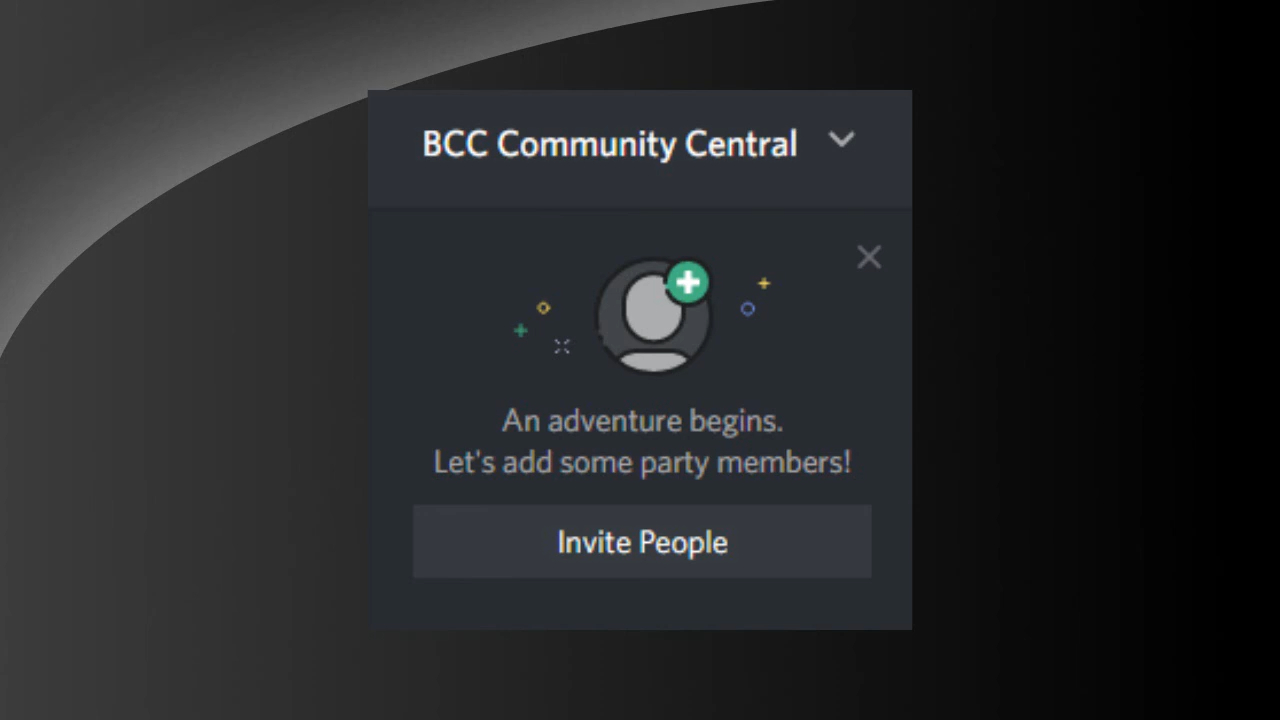 BCC Community Central
An adventure begins.
Let's add some party members!
Invite People